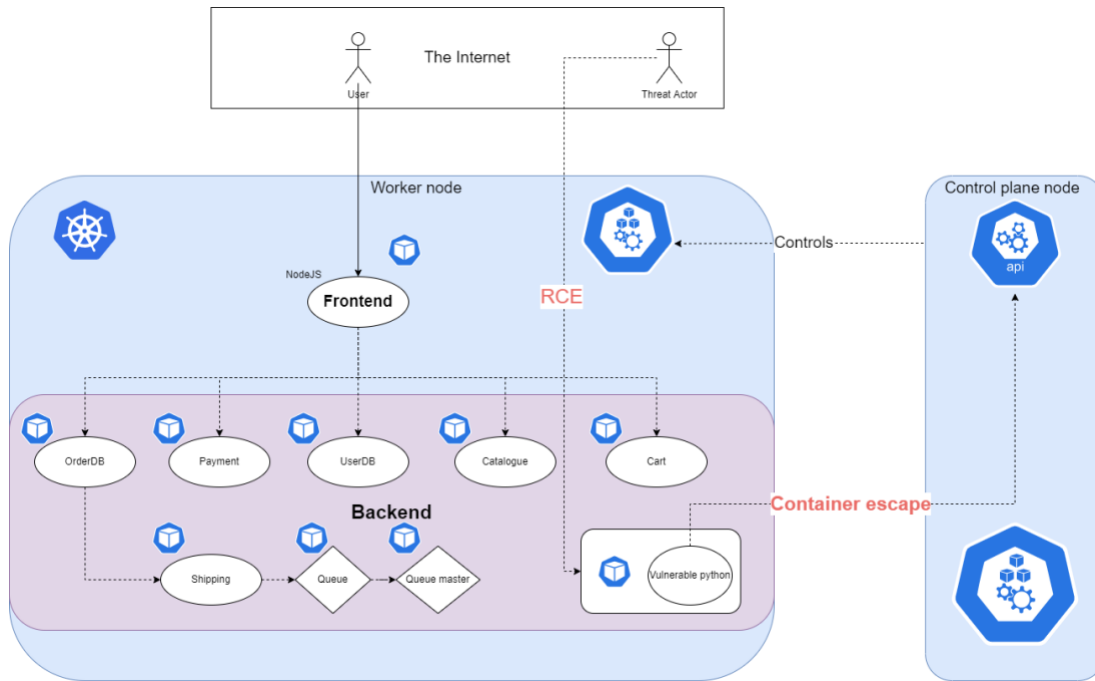 The Internet
User
Threat Actor
Worker node
Control plane node
api
Controls
NodeJS
Frontend
RCE
OrderDB
Payment
UserDB
Catalogue
Cart
Container escape
Backend
Shipping
Queue
Queue master
Vulnerable python